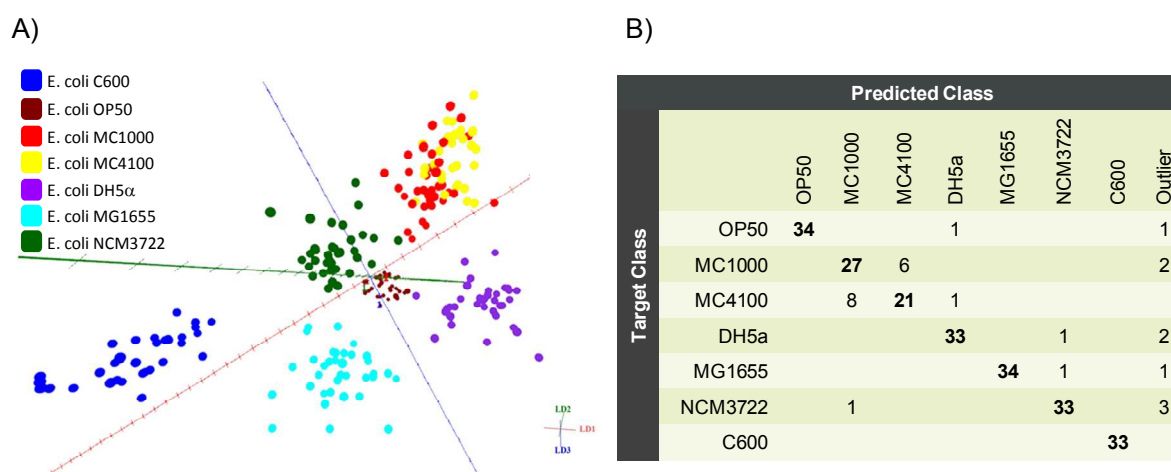 A)
E. coli C600
E. coli OP50
E. coli MC1000
E. coli MC4100
E. coli DH5α
E. coli MG1655
E. coli NCM3722
LD2
LD1
LD3
B)
Predicted Class
Target Class
OP50 MC1000 MC4100 DH5a MG1655 NCM3722 C600 Outlier
OP50 34 1 1
MC1000 27 6 2
MC4100 8 21 1
DH5a 33 1 2
MG1655 34 1 1
NCM3722 1 33 3
C600 33